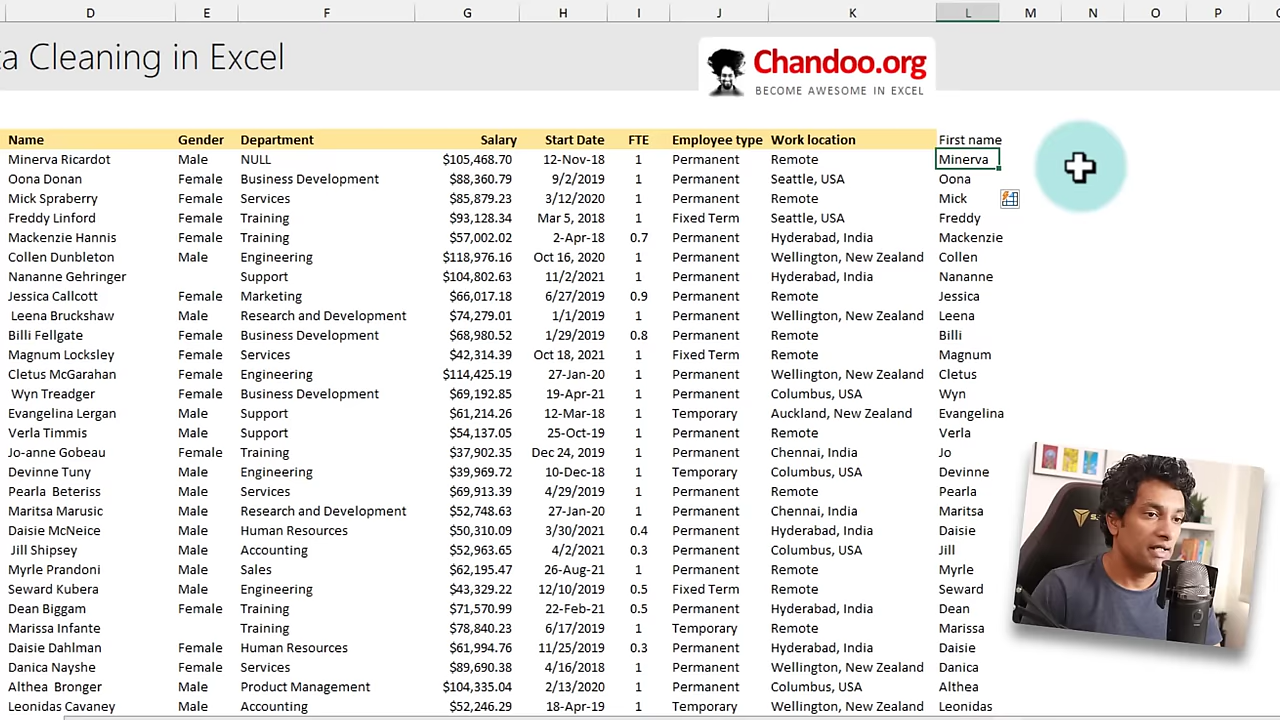 D E F G H I J K L M N O P
ta Cleaning in Excel
Chandoo.org
BECOME AWESOME IN EXCEL
Name Gender Department Salary Start Date FTE Employee type Work location First name
Minerva Ricardot Male NULL $105,468.70 12-Nov-18 1 Permanent Remote Minerva
Oona Donan Female Business Development $88,360.79 9/2/2019 1 Permanent Seattle, USA Oona
Mick Spraberry Female Services $85,879.23 3/12/2020 1 Permanent Remote Mick
Freddy Linford Female Training $93,128.34 Mar 5, 2018 1 Fixed Term Seattle, USA Freddy
Mackenzie Hannis Female Training $57,002.02 2-Apr-18 0.7 Permanent Hyderabad, India Mackenzie
Collen Dunbleton Male Engineering $118,976.16 Oct 16, 2020 1 Permanent Wellington, New Zealand Collen
Nananne Gehringer Support $104,802.63 11/2/2021 1 Permanent Hyderabad, India Nananne
Jessica Callcott Female Marketing $66,017.18 6/27/2019 0.9 Permanent Remote Jessica
Leena Bruckshaw Male Research and Development $74,279.01 1/1/2019 1 Permanent Wellington, New Zealand Leena
Billi Fellgate Female Business Development $68,980.52 1/29/2019 0.8 Permanent Remote Billi
Magnum Locksley Female Services $42,314.39 Oct 18, 2021 1 Fixed Term Remote Magnum
Cletus McGarahan Female Engineering $114,425.19 27-Jan-20 1 Permanent Wellington, New Zealand Cletus
Wyn Treadger Female Business Development $69,192.85 19-Apr-21 1 Permanent Columbus, USA Wyn
Evangelina Lergan Male Support $61,214.26 12-Mar-18 1 Temporary Auckland, New Zealand Evangelina
Verla Timmis Male Support $54,137.05 25-Oct-19 1 Permanent Remote Verla
Jo-anne Gobeau Female Training $37,902.35 Dec 24, 2019 1 Permanent Chennai, India Jo
Devinne Tuny Male Engineering $39,969.72 10-Dec-18 1 Temporary Columbus, USA Devinne
Pearla  Beteriss Male Services $69,913.39 4/29/2019 1 Permanent Remote Pearla
Maritsa Marusic Male Research and Development $52,748.63 27-Jan-20 1 Permanent Chennai, India Maritsa
Daisie McNeice Male Human Resources $50,310.09 3/30/2021 0.4 Permanent Hyderabad, India Daisie
Jill Shipsey Male Accounting $52,963.65 4/2/2021 0.3 Permanent Columbus, USA Jill
Myrle Prandoni Male Sales $62,195.47 26-Aug-21 1 Permanent Remote Myrle
Seward Kubera Male Engineering $43,329.22 12/10/2019 0.5 Fixed Term Remote Seward
Dean Biggam Female Training $71,570.99 22-Feb-21 0.5 Permanent Hyderabad, India Dean
Marissa Infante Training $78,840.23 6/17/2019 1 Temporary Remote Marissa
Daisie Dahlman Female Human Resources $61,994.76 11/25/2019 0.3 Permanent Hyderabad, India Daisie
Danica Nayshe Female Services $89,690.38 4/16/2018 1 Permanent Wellington, New Zealand Danica
Althea  Bronger Male Product Management $104,335.04 2/13/2020 1 Permanent Columbus, USA Althea
Leonidas Cavaney Male Accounting $52,246.29 18-Apr-19 1 Temporary Wellington, New Zealand Leonidas